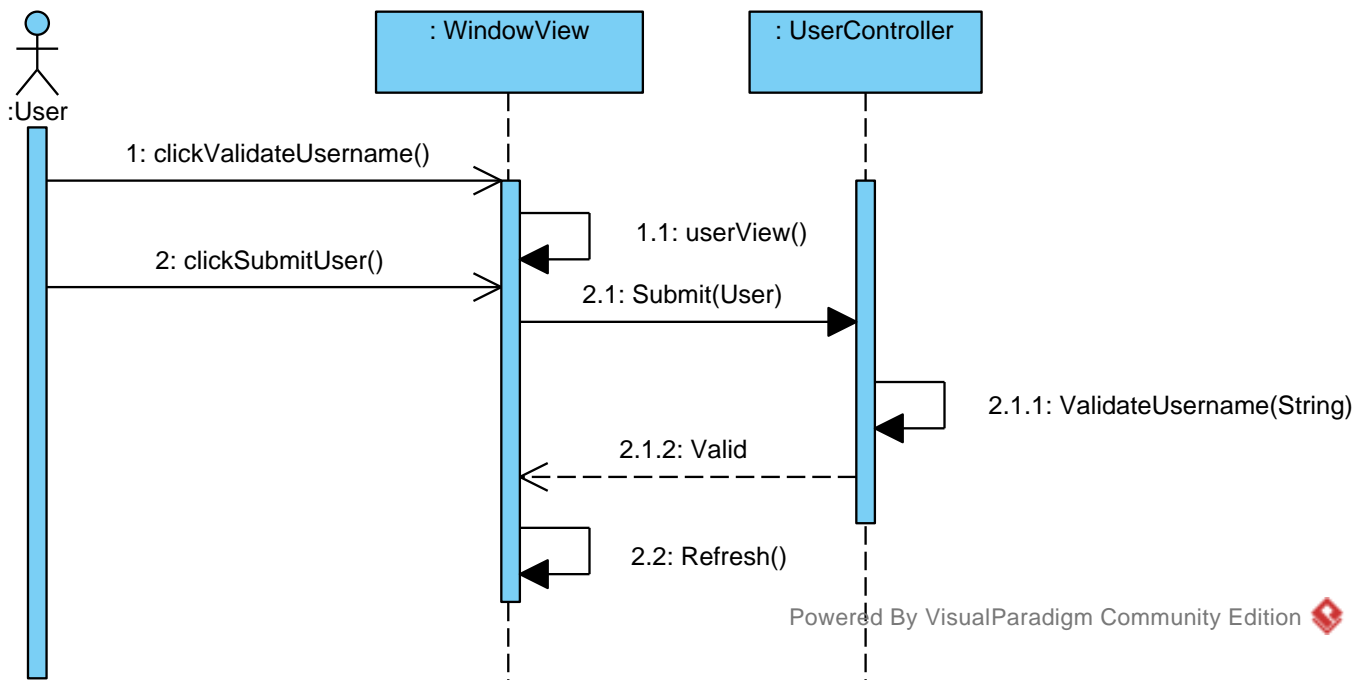 : WindowView
: UserController
:User
1: clickValidateUsername()
1.1: userView()
2: clickSubmitUser()
2.1: Submit(User)
2.1.1: ValidateUsername(String)
2.1.2: Valid
2.2: Refresh()
Powered By VisualParadigm Community Edition